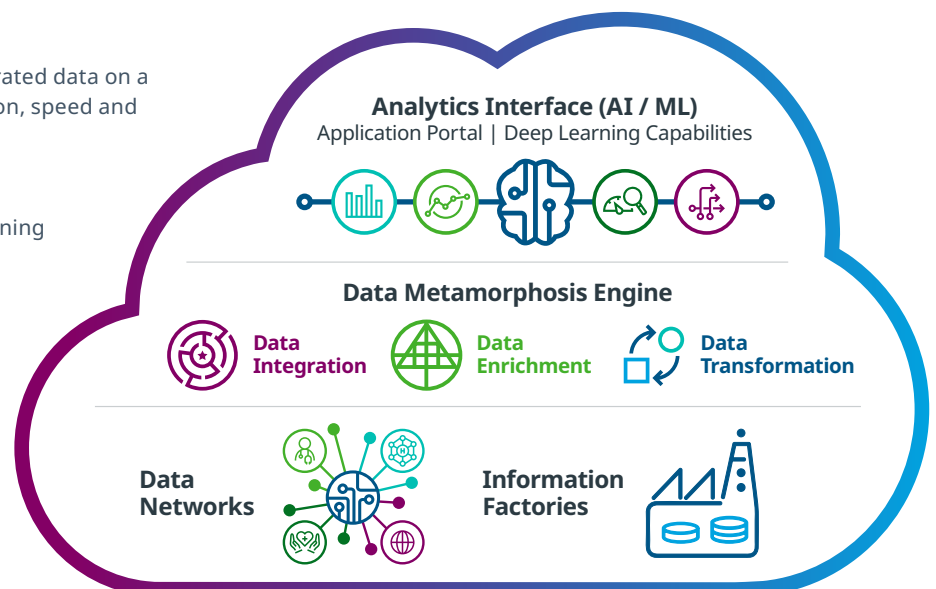 rated data on a
on, speed and
ning
Analytics Interface (AI / ML)
Application Portal | Deep Learning Capabilities
Data Metamorphosis Engine
Data
Integration
Data
Enrichment
Data
Transformation
Data
Networks
H
Information
Factories